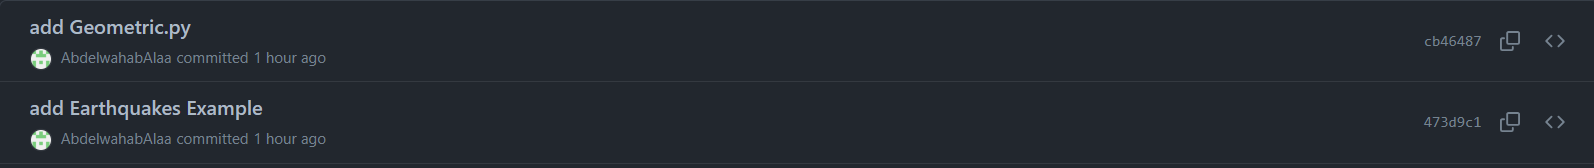 add Geometric.py
AbdelwahabAlaa committed 1 hour ago
cb46487
add Earthquakes Example
AbdelwahabAlaa committed 1 hour ago
473d9c1